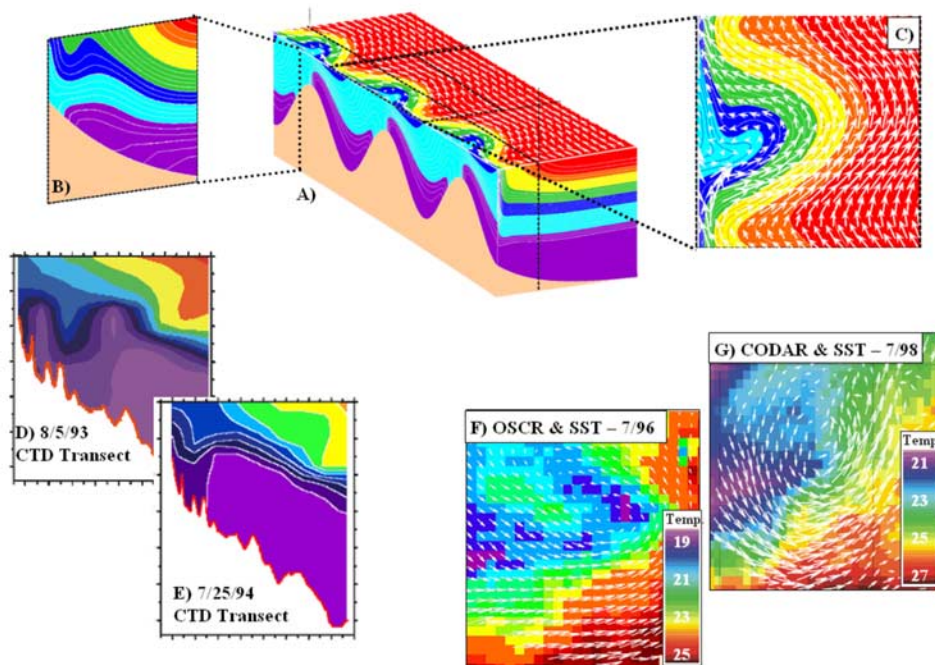 B)
A)
C)
D) 8/5/93
CTD Transect
E) 7/25/94
CTD Transect
F) OSCR & SST – 7/96
Temp.
19
21
23
25
G) CODAR & SST – 7/98
Temp.
21
23
25
27